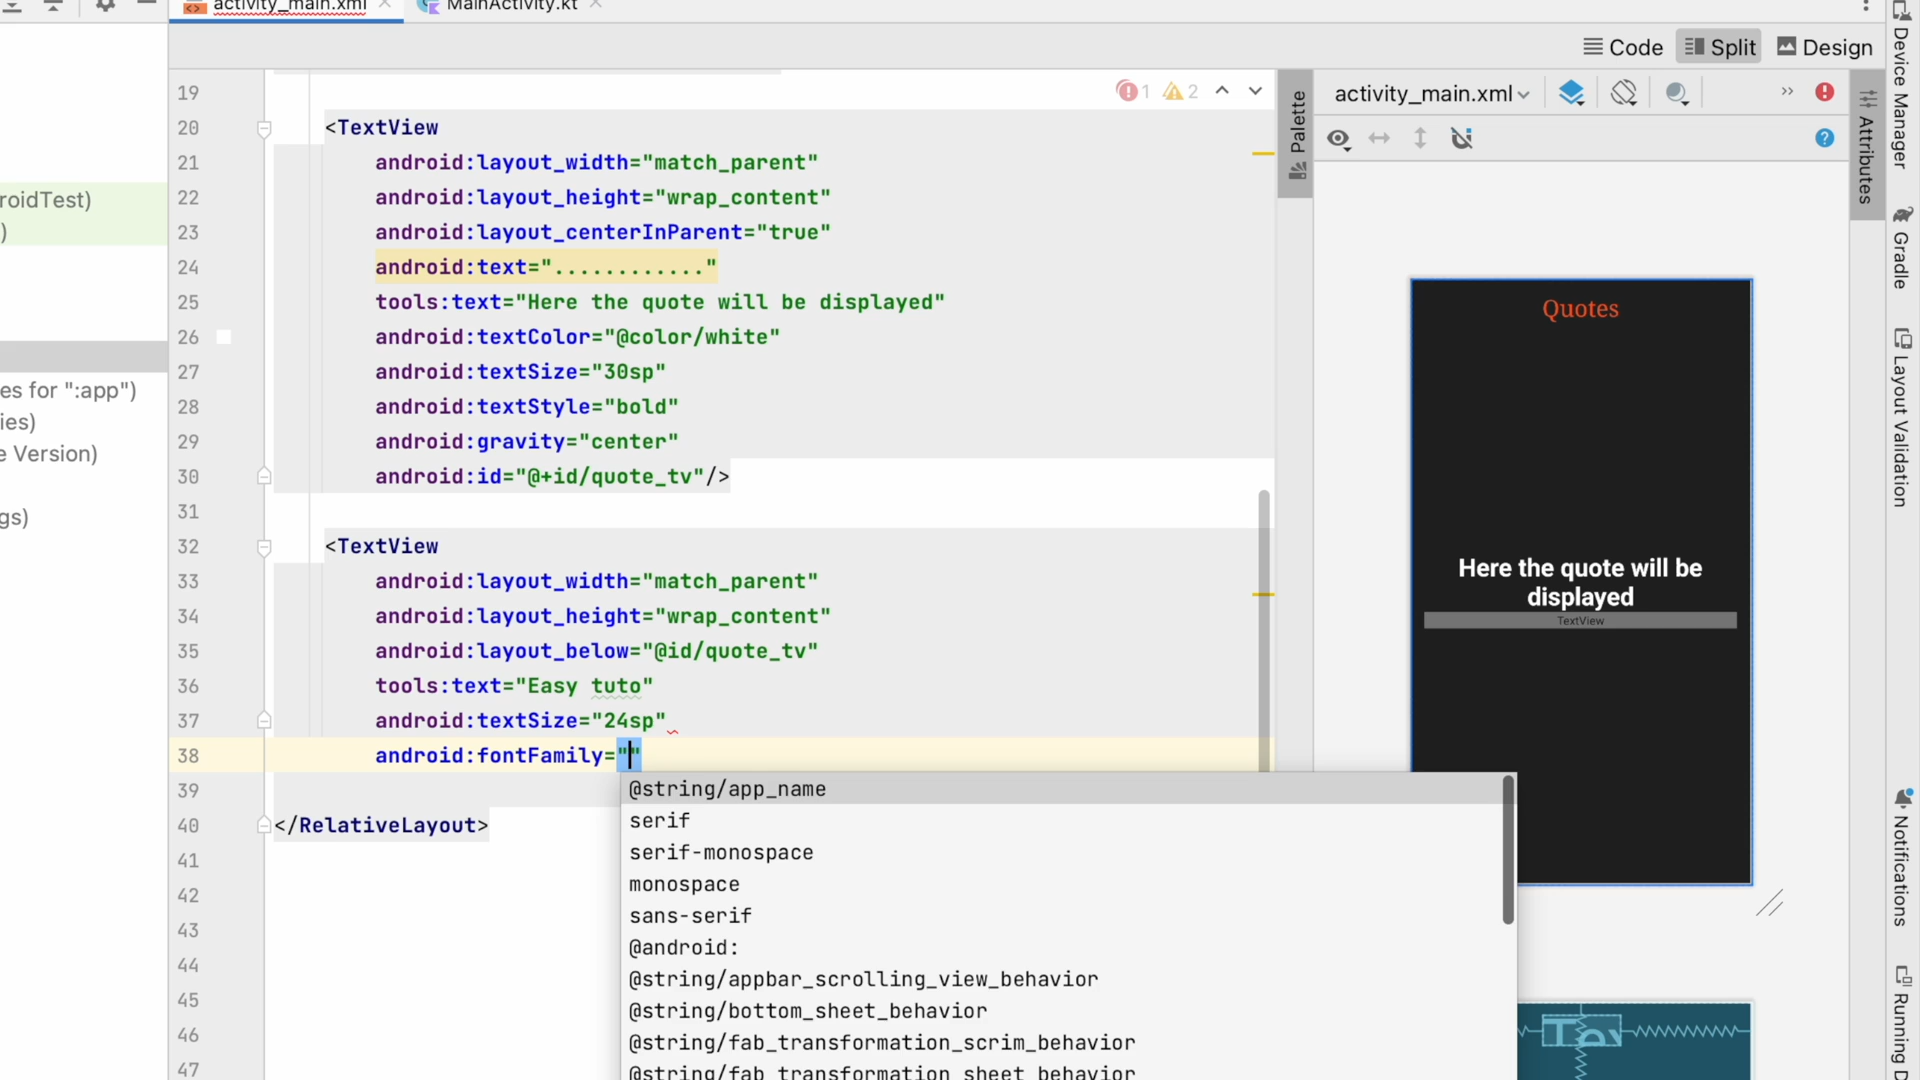 activity_main.xml
MainActivity.kt
Code
Split
Design
roidTest)
)
es for ":app")
ies)
e Version)
gs)
1
2
19
20 <TextView
21 android:layout_width="match_parent"
22 android:layout_height="wrap_content"
23 android:layout_centerInParent="true"
24 android:text="............"
25 tools:text="Here the quote will be displayed"
26 android:textColor="@color/white"
27 android:textSize="30sp"
28 android:textStyle="bold"
29 android:gravity="center"
30 android:id="@+id/quote_tv"/>
31
32 <TextView
33 android:layout_width="match_parent"
34 android:layout_height="wrap_content"
35 android:layout_below="@id/quote_tv"
36 tools:text="Easy tuto"
37 android:textSize="24sp"
38 android:fontFamily=""
39
40 </RelativeLayout>
41
42
43
44
45
46
47
@string/app_name
serif
serif-monospace
monospace
sans-serif
@android:
@string/appbar_scrolling_view_behavior
@string/bottom_sheet_behavior
@string/fab_transformation_scrim_behavior
@string/fab_transformation_sheet_behavior
Palette
activity_main.xml
Quotes
Here the quote will be
displayed
TextView
Attributes
Device Manager
Gradle
Layout Validation
Notifications
Running D